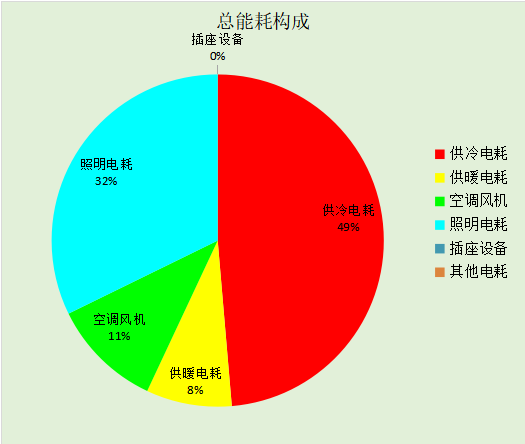 总能耗构成
插座设备
0%
照明电耗
32%
供冷电耗
49%
空调风机
11%
供暖电耗
8%
供冷电耗
供暖电耗
空调风机
照明电耗
插座设备
其他电耗